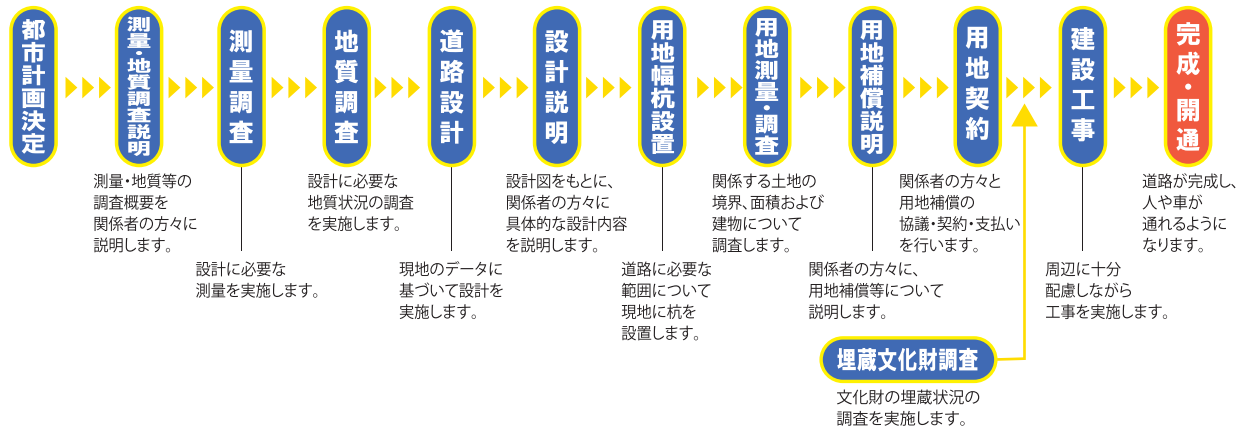 都市計画決定
測量・地質調査説明
測量調査
地質調査
道路設計
設計説明
用地幅杭設置
用地測量・調査
用地補償説明
用地契約
建設工事
完成・開通
測量・地質等の
調査概要を
関係者の方々に
説明します。
設計に必要な
測量を実施します。
設計に必要な
地質状況の調査
を実施します。
現地のデータに
基づいて設計を
実施します。
設計図をもとに、
関係者の方々に
具体的な設計内容
を説明します。
道路に必要な
範囲について
現地に杭を
設置します。
関係する土地の
境界、面積および
建物について
調査します。
関係者の方々に、
用地補償等について
説明します。
関係者の方々と
用地補償の
協議・契約・支払い
を行います。
周辺に十分
配慮しながら
工事を実施します。
道路が完成し、
人や車が
通れるように
なります。
埋蔵文化財調査
文化財の埋蔵状況の
調査を実施します。